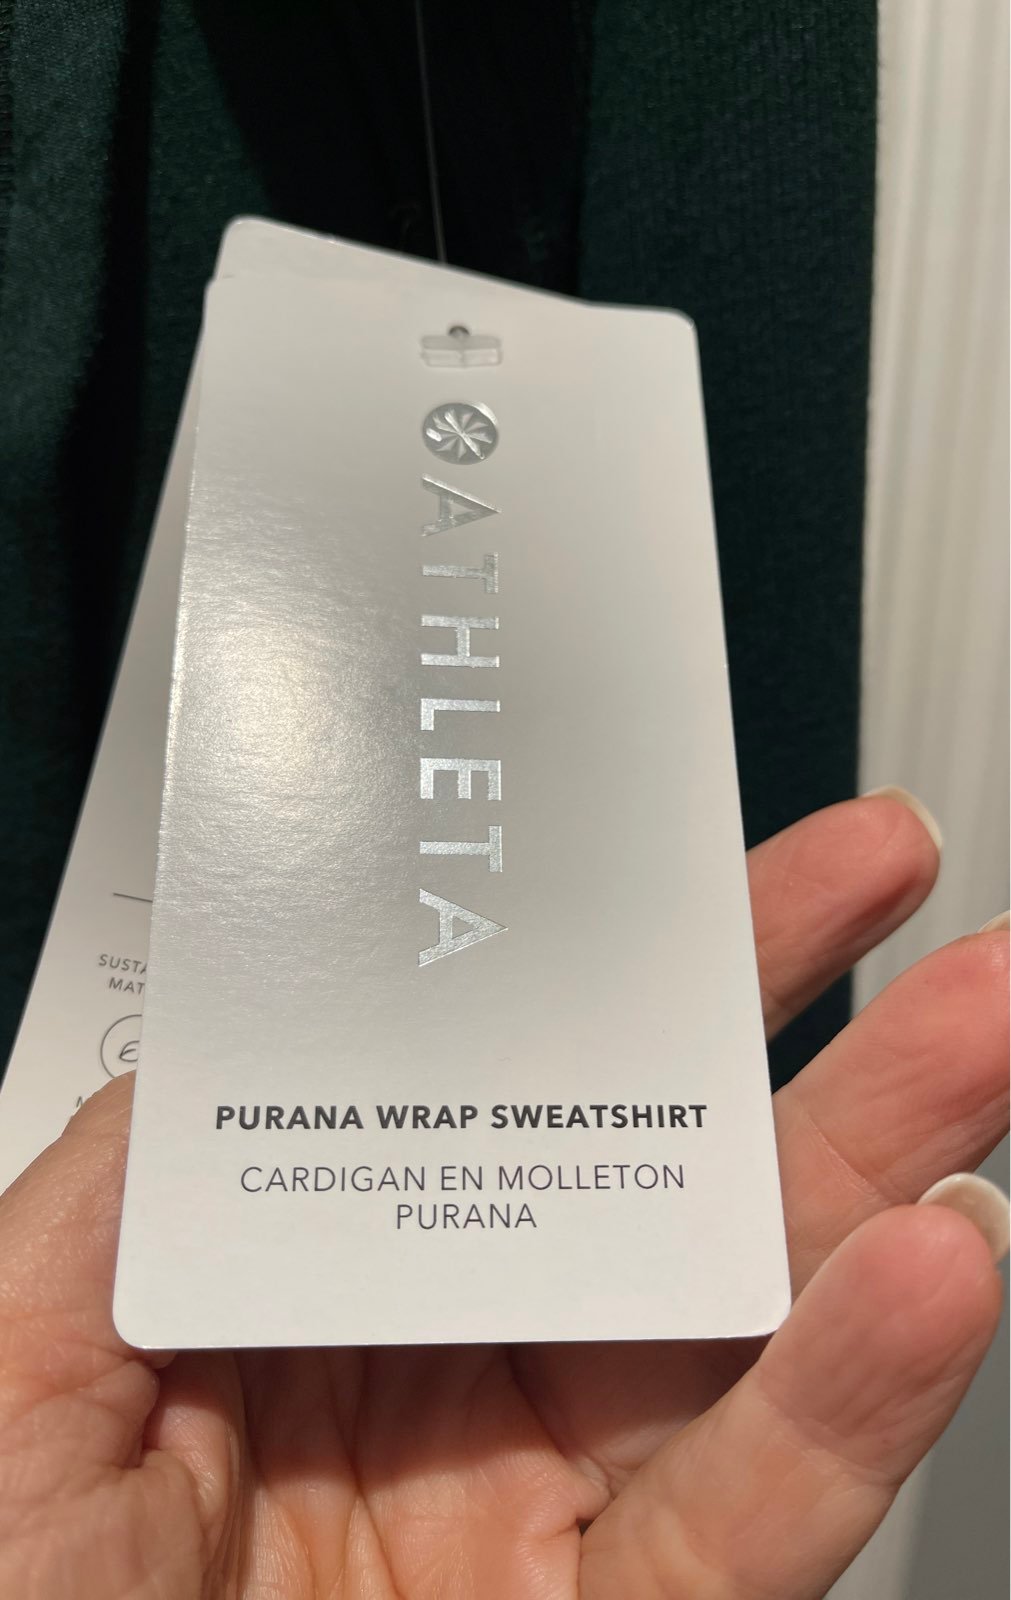 ATHLETA
PURANA WRAP SWEATSHIRT
CARDIGAN EN MOLLETON
PURANA